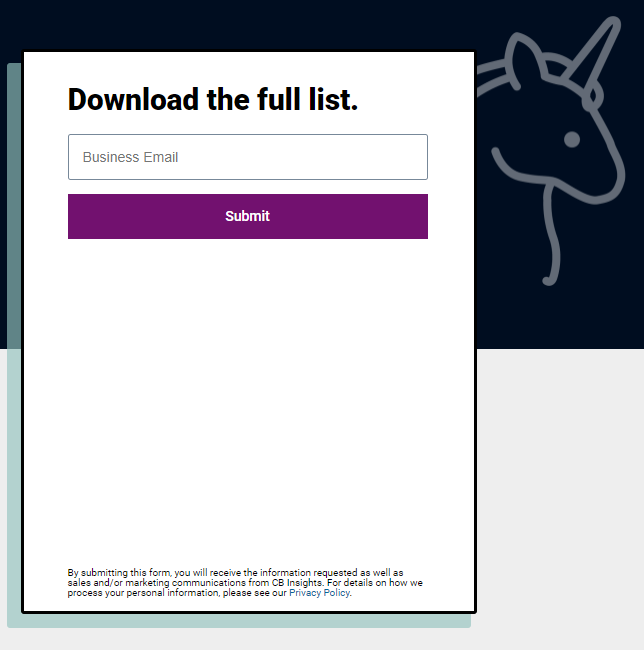 Download the full list.
Business Email
Submit
By submitting this form, you will receive the information requested as well as
sales and/or marketing communications from CB Insights. For details on how we
process your personal information, please see our Privacy Policy.